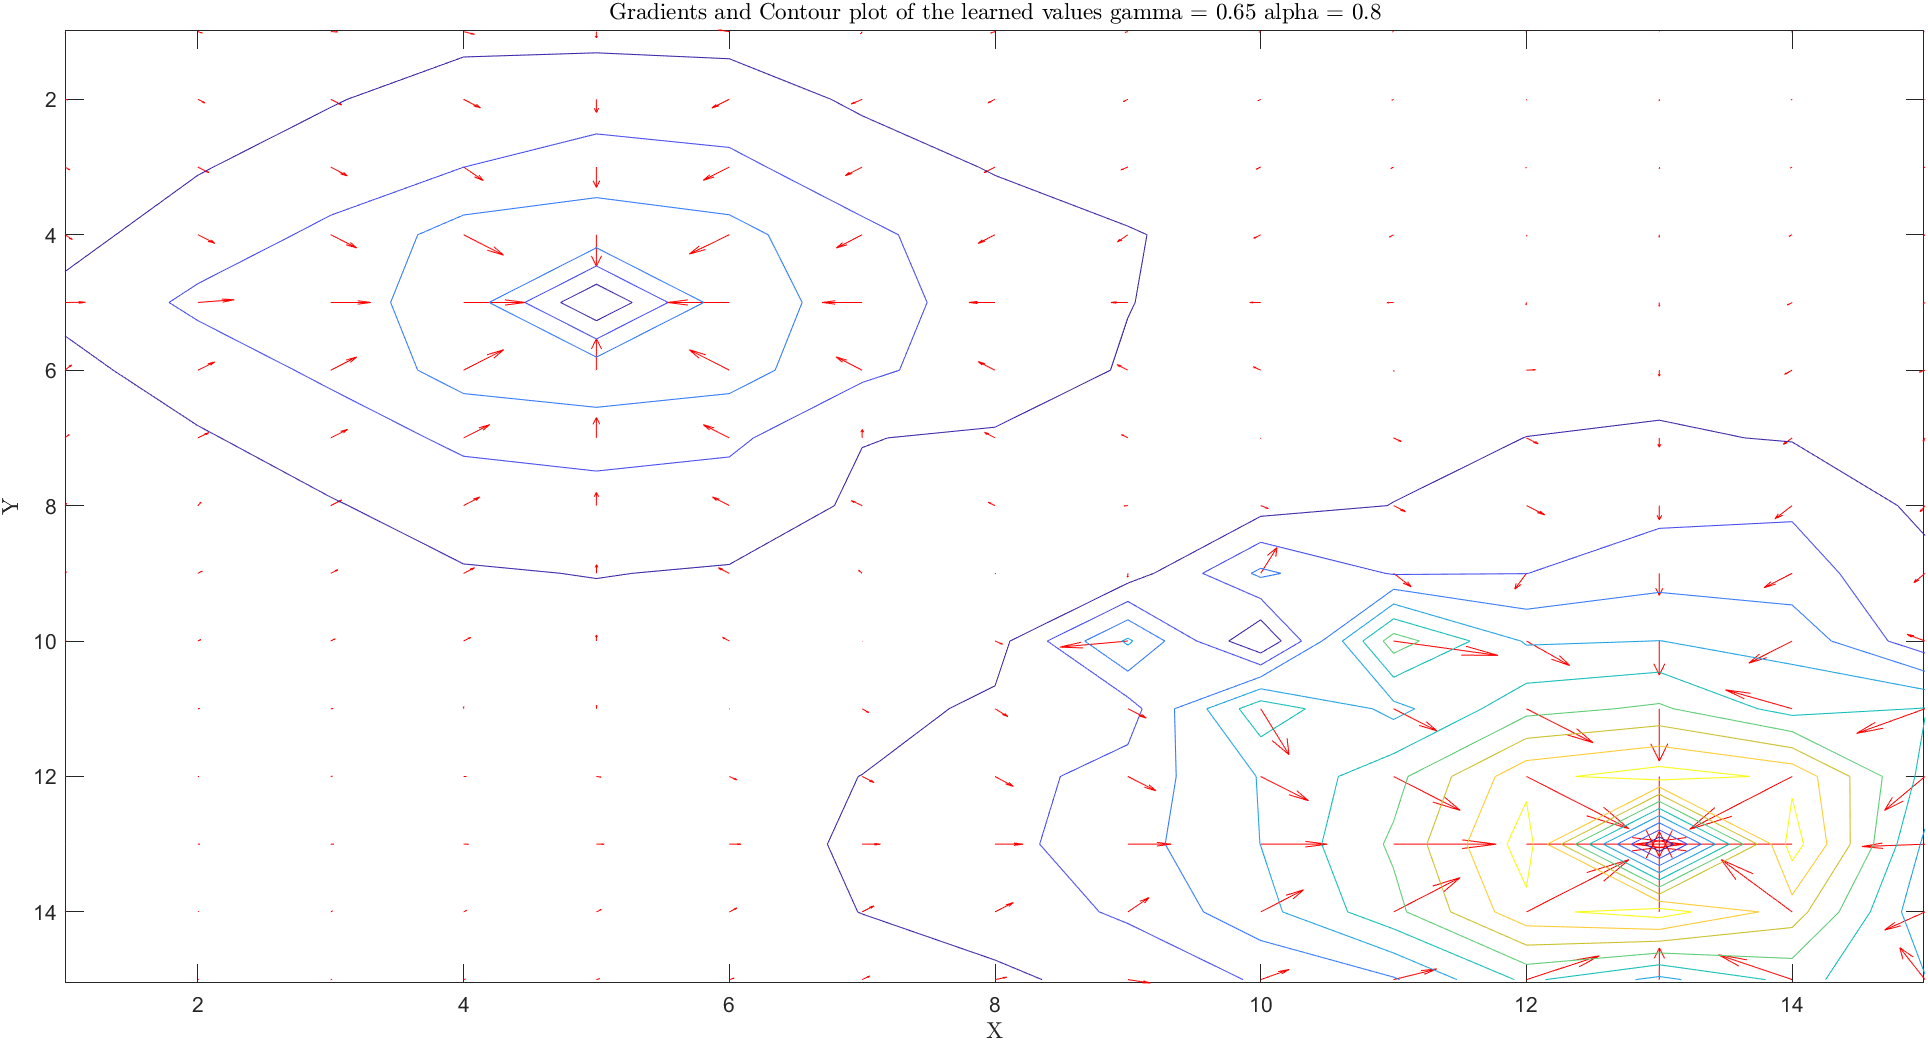 Gradients and Contour plot of the learned values gamma = 0.65 alpha = 0.8
2
4
6
8
10
12
14
Y
2 4 6 8 10 12 14
X